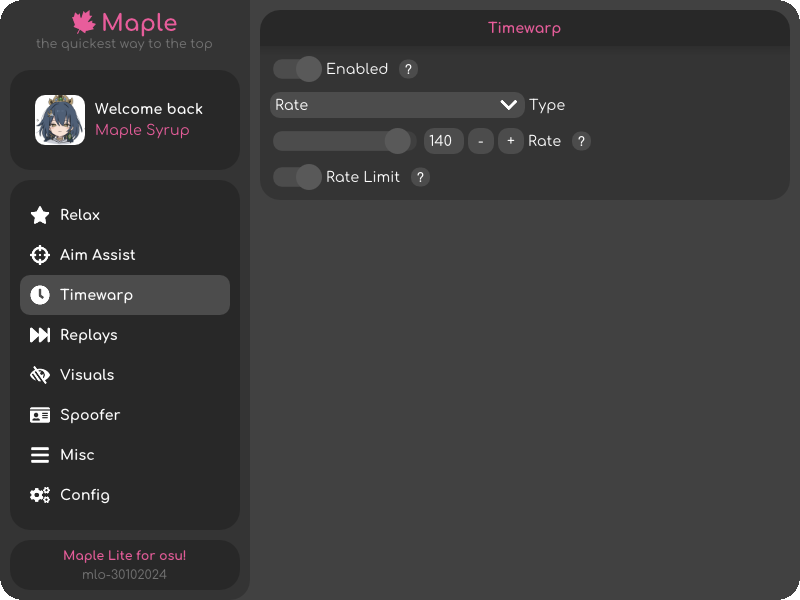 Maple
the quickest way to the top
Welcome back
Maple Syrup
Relax
Aim Assist
Timewarp
Replays
Visuals
Spoofer
Misc
Config
Maple Lite for osu!
mlo-30102024
Timewarp
Enabled ?
Rate Type
140 - + Rate ?
Rate Limit ?